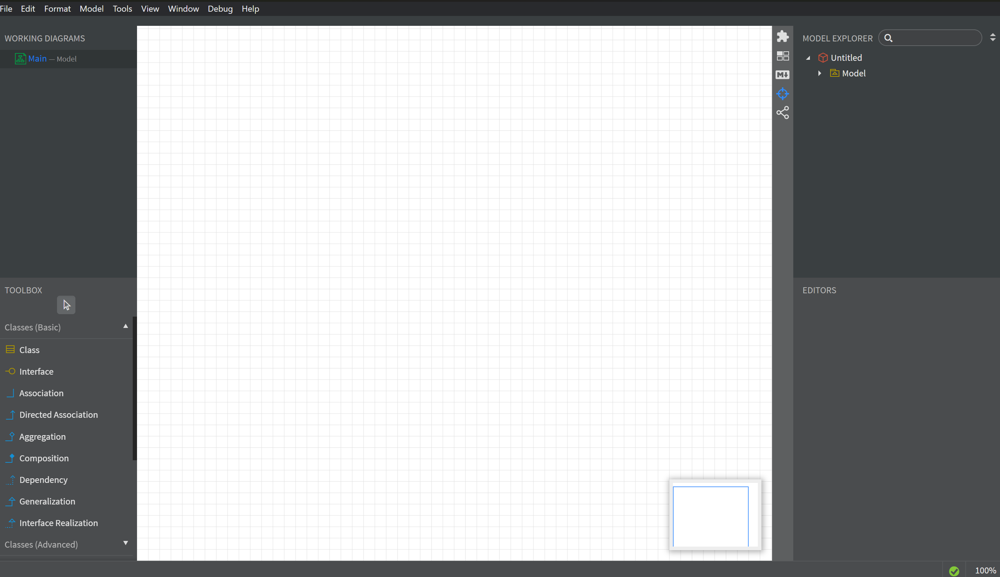 File Edit Format Model Tools View Window Debug Help
WORKING DIAGRAMS
Main — Model
TOOLBOX
Classes (Basic)
Class
Interface
Association
Directed Association
Aggregation
Composition
Dependency
Generalization
Interface Realization
Classes (Advanced)
M
MODEL EXPLORER
Untitled
Model
EDITORS
100%